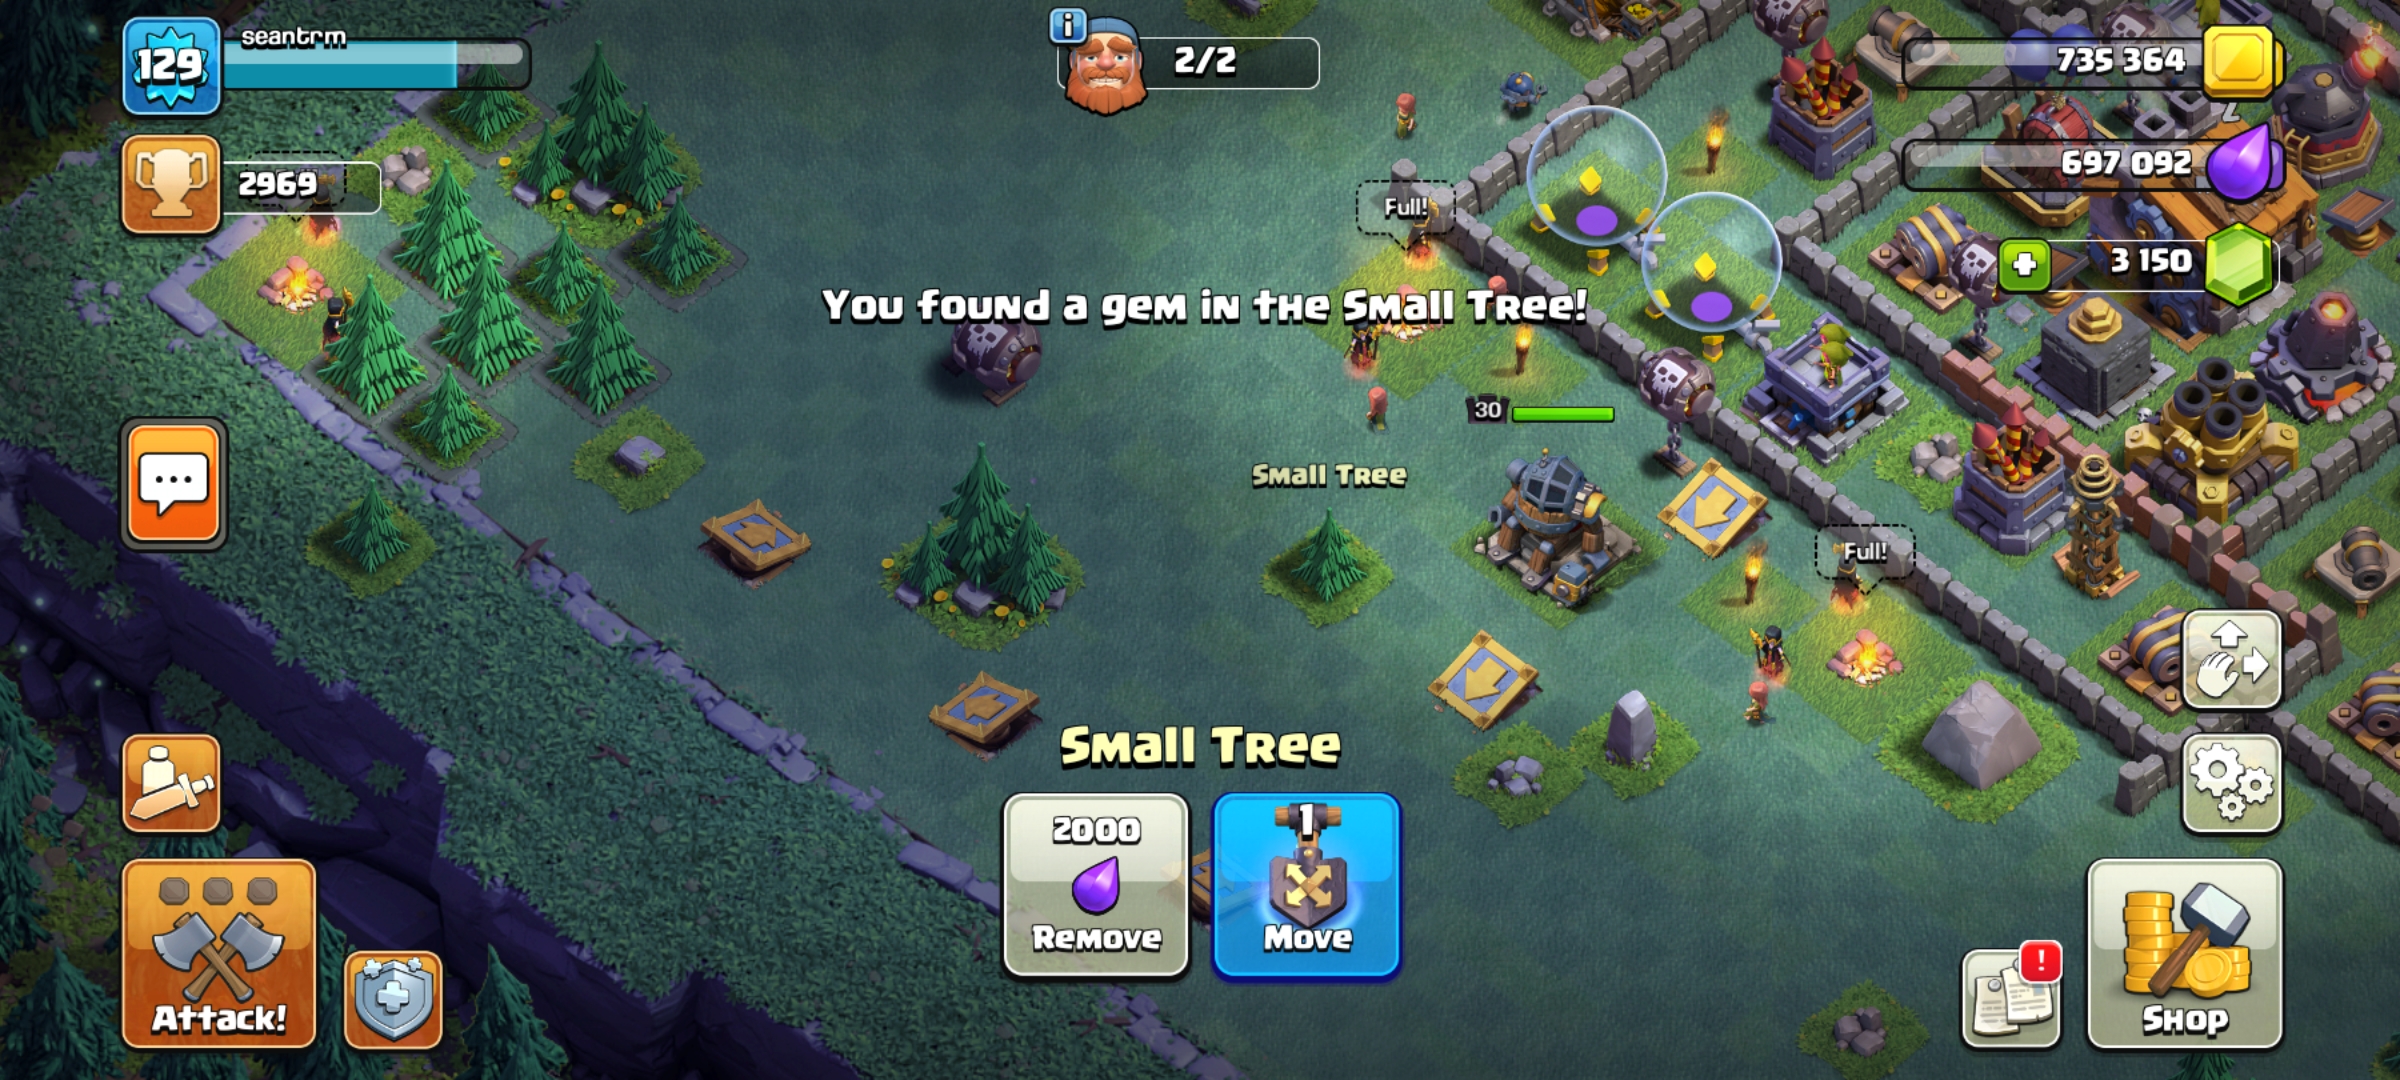 129
seantrm
2/2
735 364
2969
697 092
Full!
3 150
You found a gem in the Small Tree!
30
Small Tree
Full!
Small Tree
2000
Remove
1
Move
Attack!
Shop